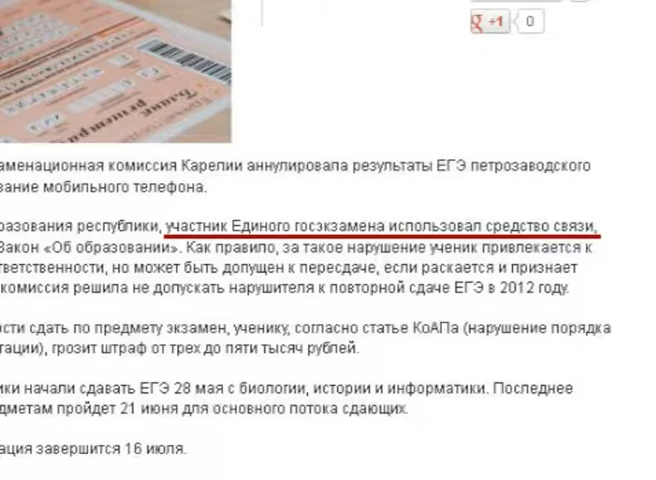 +1 0
Бланк
регистрац
аменационная комиссия Карелии аннулировала результаты ЕГЭ петрозаводского
вание мобильного телефона.
разования республики, участник Единого госэкзамена использовал средство связи,
Закон «Об образовании». Как правило, за такое нарушение ученик привлекается к
тветственности, но может быть допущен к пересдаче, если раскается и признает
комиссия решила не допускать нарушителя к повторной сдаче ЕГЭ в 2012 году.
ости сдать по предмету экзамен, ученику, согласно статье КоАПа (нарушение порядка
тации), грозит штраф от трех до пяти тысяч рублей.
ики начали сдавать ЕГЭ 28 мая с биологии, истории и информатики. Последнее
дметам пройдет 21 июня для основного потока сдающих.
ация завершится 16 июля.